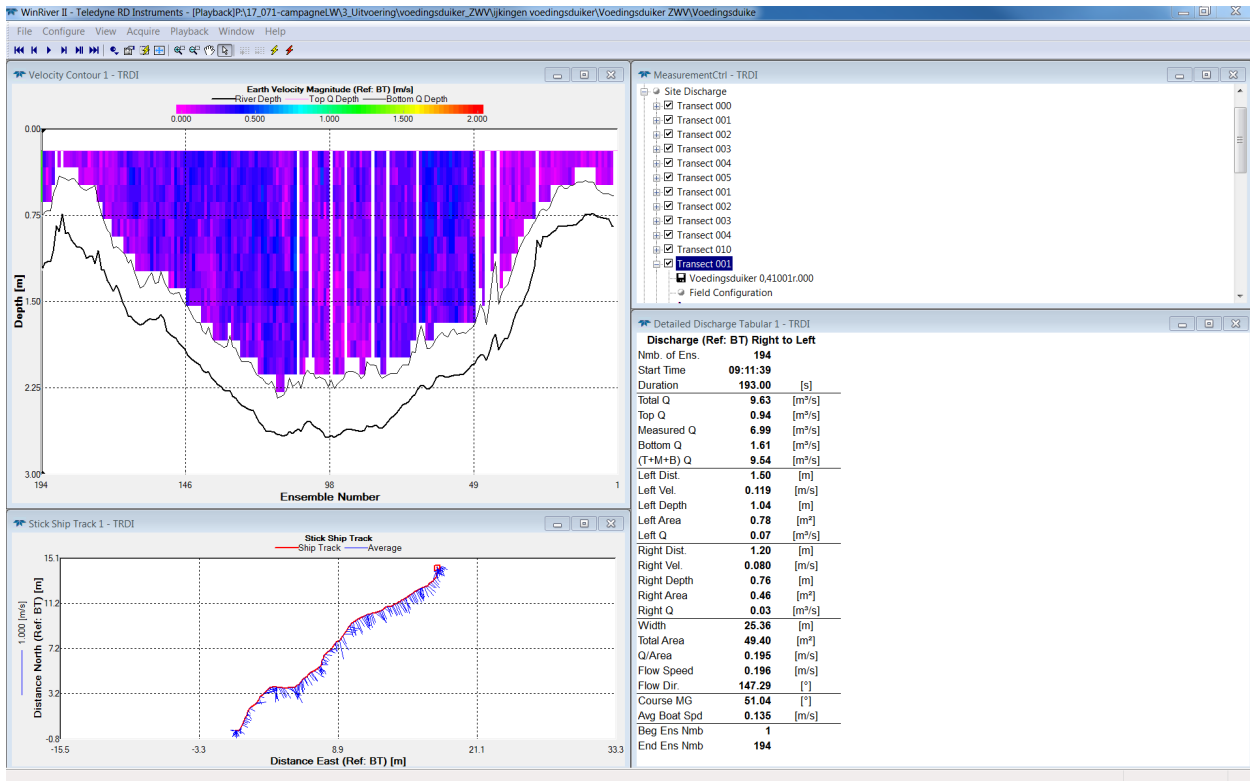 WinRiver II - Teledyne RD Instruments - [Playback]P:\17_071-campagneLW\3_Uitvoering\voedingsduiker_ZWV\ijkingen voedingsduiker\Voedingsduiker ZWV\Voedingsduike
File Configure View Acquire Playback Window Help
Velocity Contour 1 - TRDI
Earth Velocity Magnitude (Ref: BT) [m/s]
River Depth Top Q Depth Bottom Q Depth
0.000 0.500 1.000 1.500 2.000
0.00
0.75
1.50
2.25
3.00
Depth [m]
194 146 98 49 1
Ensemble Number
Stick Ship Track 1 - TRDI
Stick Ship Track
Ship Track Average
1.000 [m/s]
Distance North (Ref: BT) [m]
15.1
11.2
7.2
3.2
-0.8
-15.5 -3.3 8.9 21.1 33.3
Distance East (Ref: BT) [m]
MeasurementCtrl - TRDI
Site Discharge
Transect 000
Transect 001
Transect 002
Transect 003
Transect 004
Transect 005
Transect 001
Transect 002
Transect 003
Transect 004
Transect 010
Transect 001
Voedingsduiker 0,41001r.000
Field Configuration
Detailed Discharge Tabular 1 - TRDI
Discharge (Ref: BT) Right to Left
Nmb. of Ens. 194
Start Time 09:11:39
Duration 193.00 [s]
Total Q 9.63 [m³/s]
Top Q 0.94 [m³/s]
Measured Q 6.99 [m³/s]
Bottom Q 1.61 [m³/s]
(T+M+B) Q 9.54 [m³/s]
Left Dist. 1.50 [m]
Left Vel. 0.119 [m/s]
Left Depth 1.04 [m]
Left Area 0.78 [m²]
Left Q 0.07 [m³/s]
Right Dist. 1.20 [m]
Right Vel. 0.080 [m/s]
Right Depth 0.76 [m]
Right Area 0.46 [m²]
Right Q 0.03 [m³/s]
Width 25.36 [m]
Total Area 49.40 [m²]
Q/Area 0.195 [m/s]
Flow Speed 0.196 [m/s]
Flow Dir. 147.29 [°]
Course MG 51.04 [°]
Avg Boat Spd 0.135 [m/s]
Beg Ens Nmb 1
End Ens Nmb 194